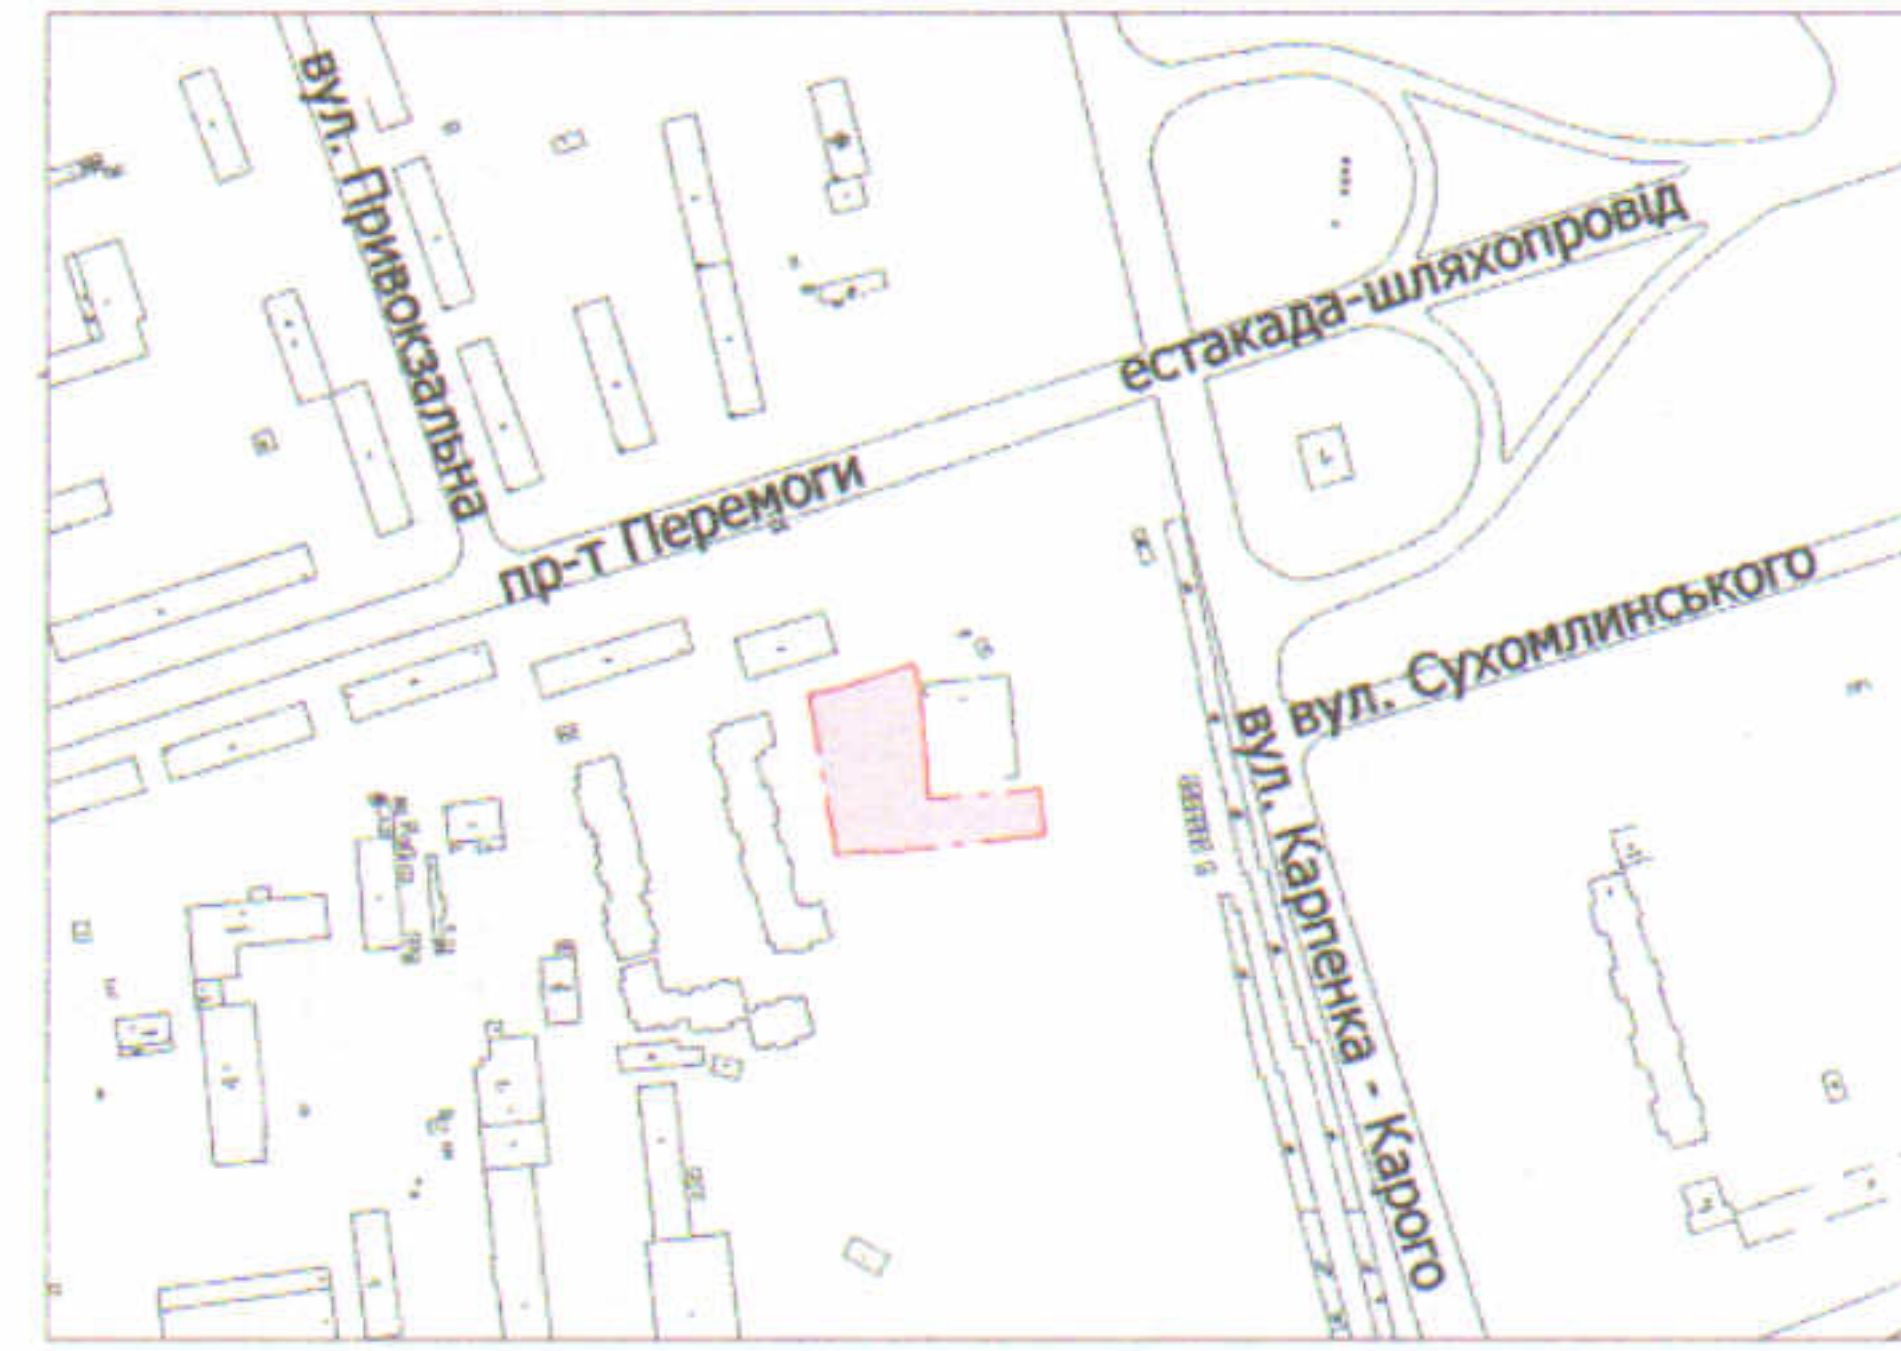 вул. Привокзальна
естакада-шляхопровід
пр-т Перемоги
вул. Сухомлинського
вул. Карпенка - Карого